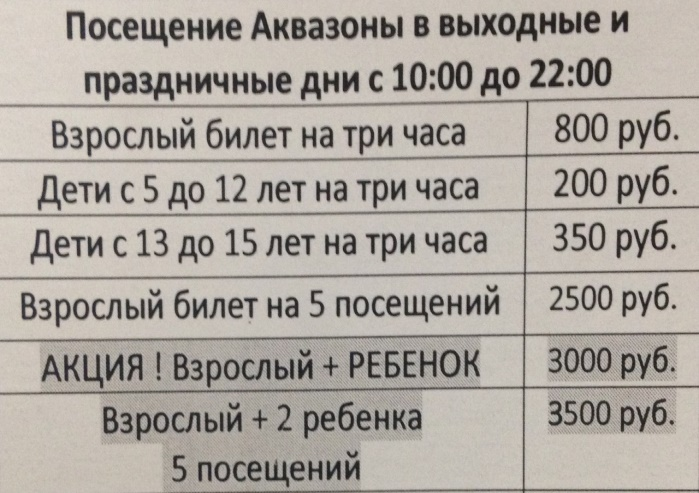 Посещение Аквазоны в выходные и
праздничные дни с 10:00 до 22:00
Взрослый билет на три часа 800 руб.
Дети с 5 до 12 лет на три часа 200 руб.
Дети с 13 до 15 лет на три часа 350 руб.
Взрослый билет на 5 посещений 2500 руб.
АКЦИЯ ! Взрослый + РЕБЕНОК 3000 руб.
Взрослый + 2 ребенка 3500 руб.
5 посещений